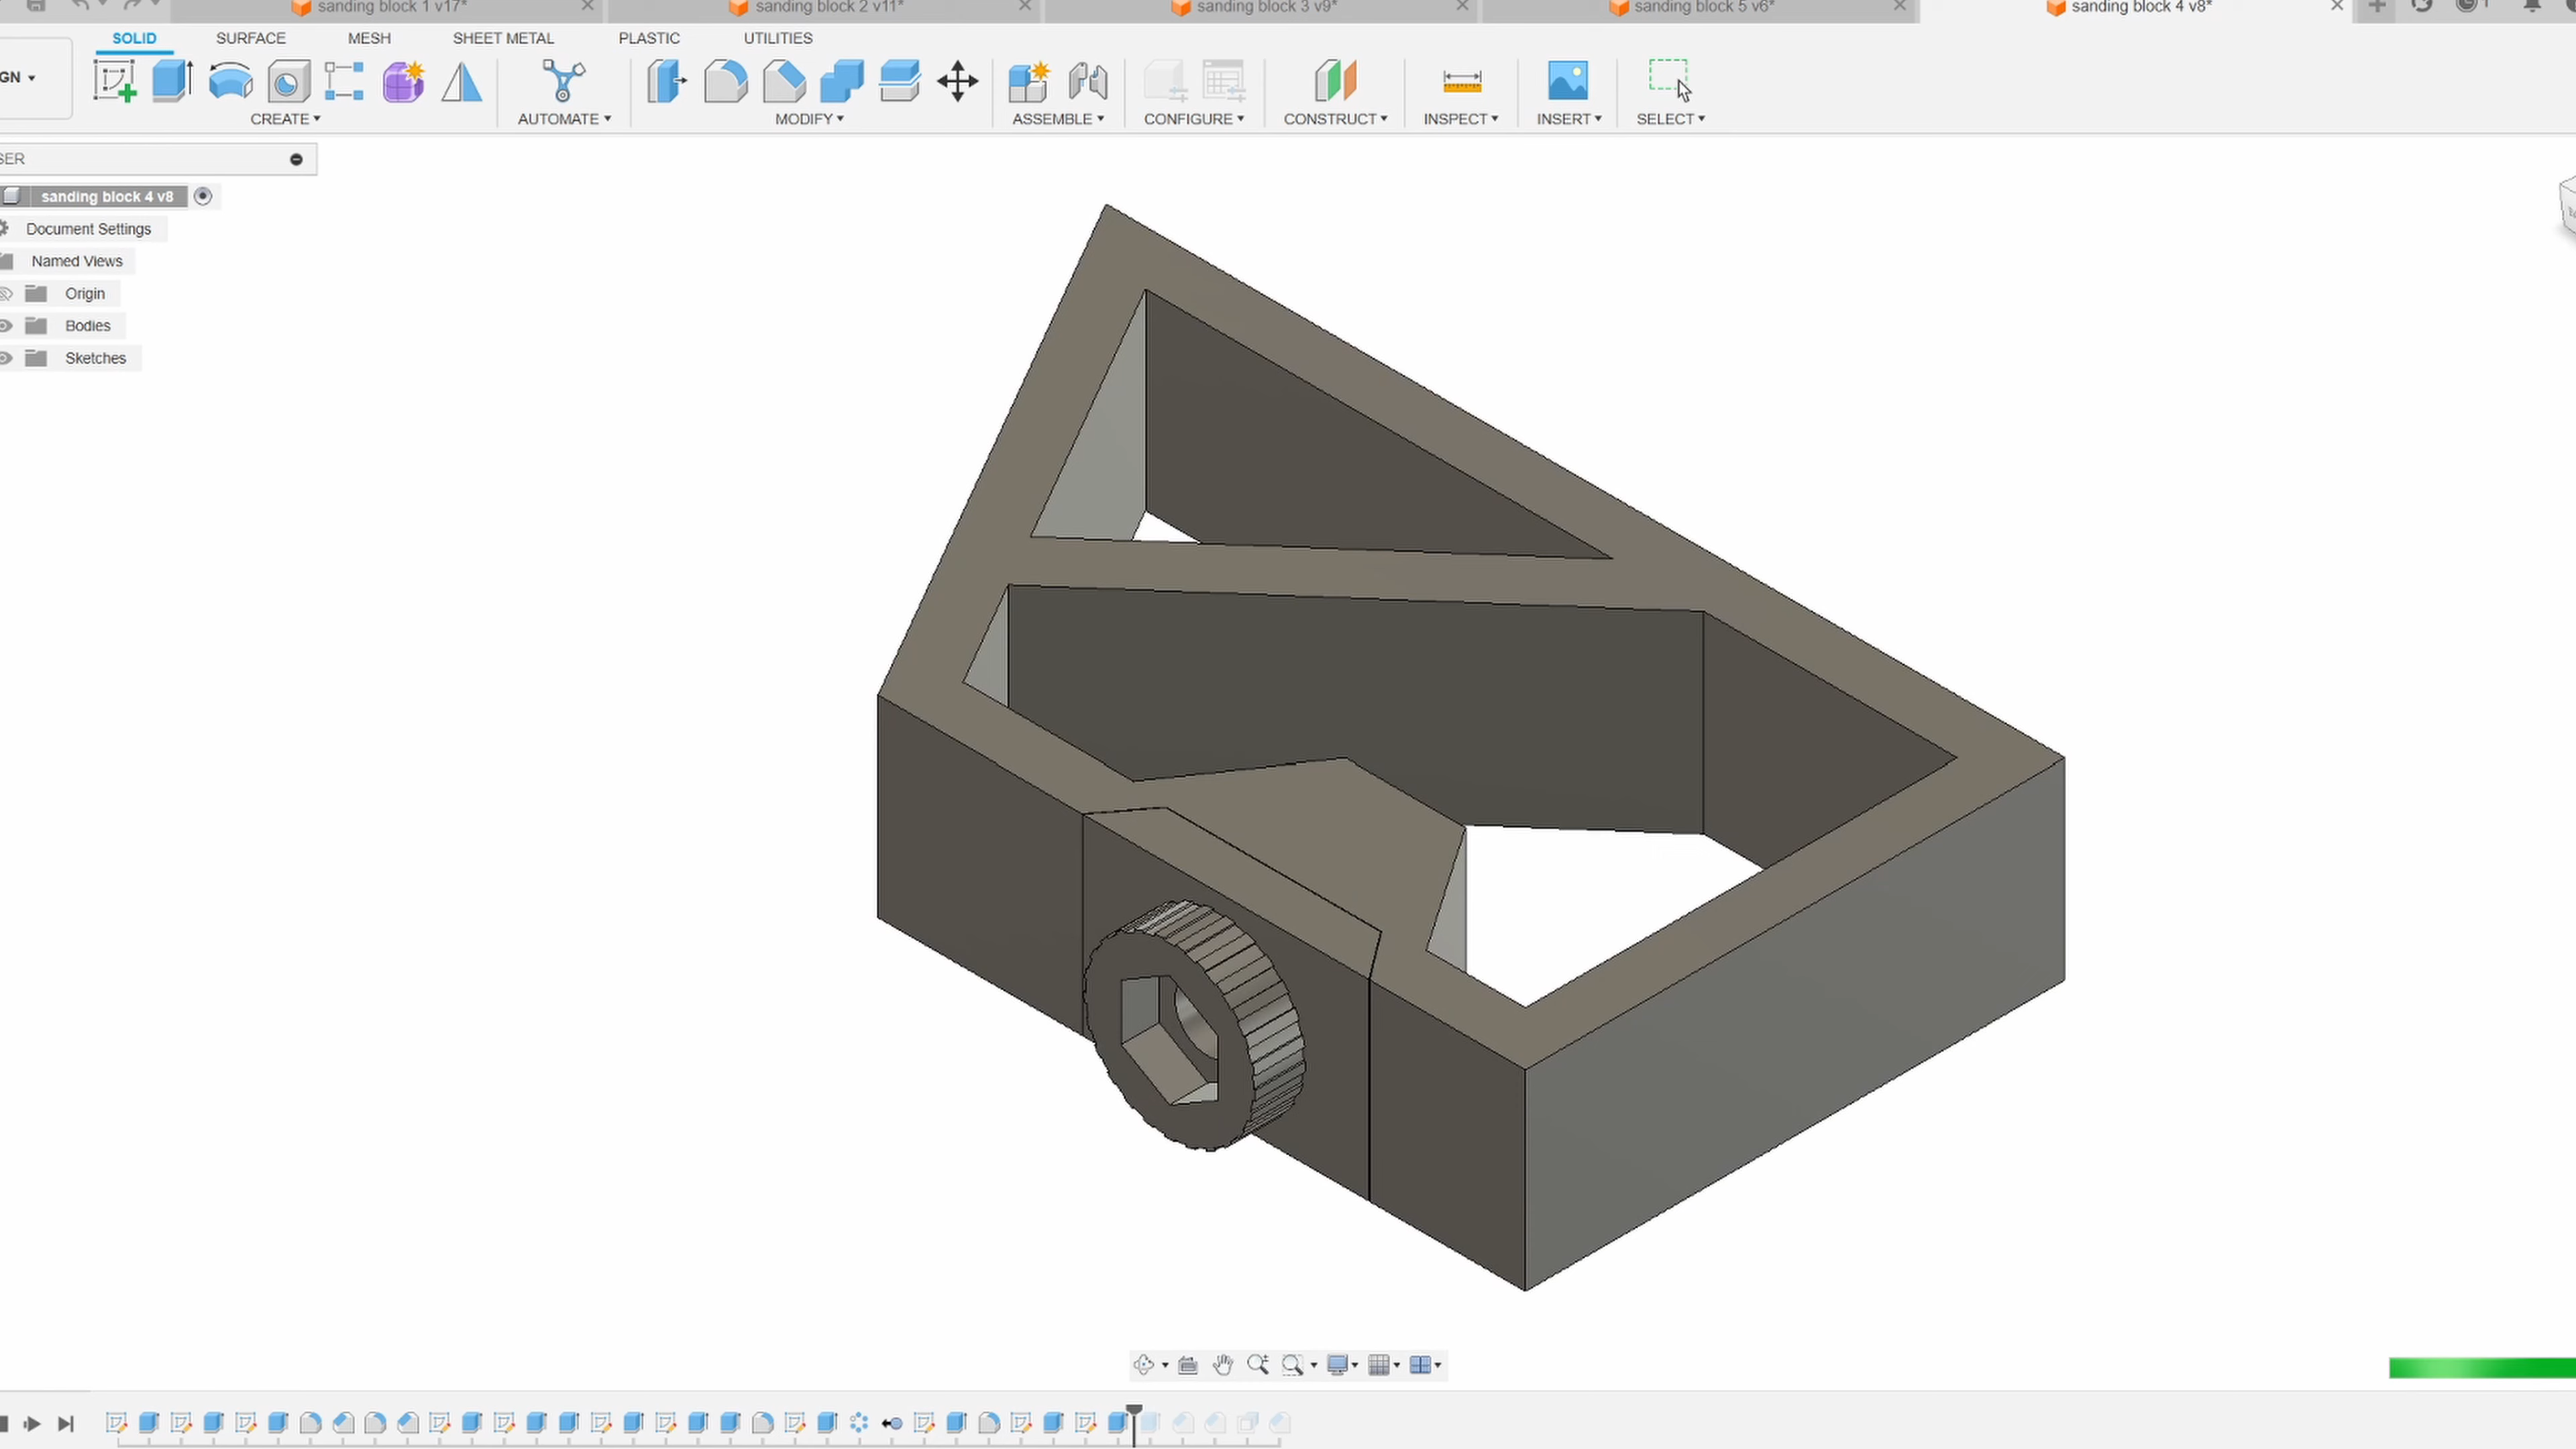 sanding block 1 v17* sanding block 2 v11* sanding block 3 v9* sanding block 5 v6* sanding block 4 v8*
SOLID SURFACE MESH SHEET METAL PLASTIC UTILITIES
GN
CREATE AUTOMATE MODIFY ASSEMBLE CONFIGURE CONSTRUCT INSPECT INSERT SELECT
SER
sanding block 4 v8
Document Settings
Named Views
Origin
Bodies
Sketches